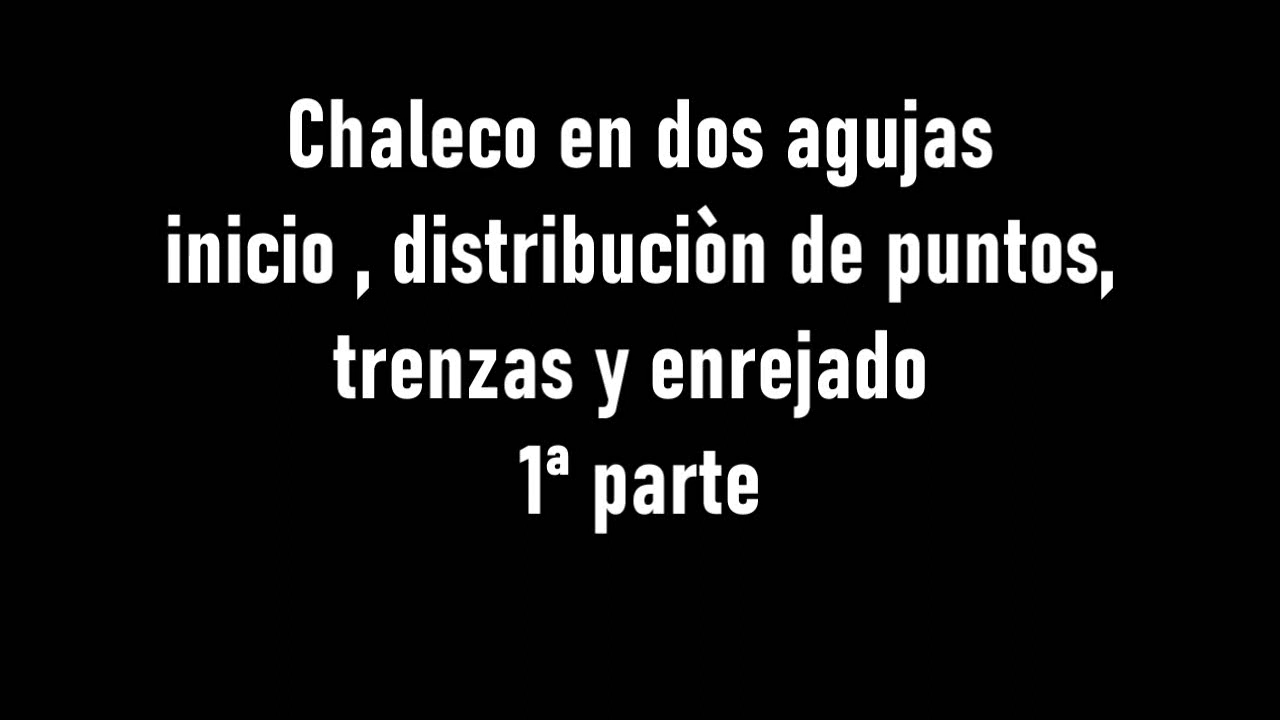 Chaleco en dos agujas
inicio , distribuciòn de puntos,
trenzas y enrejado
1ª parte